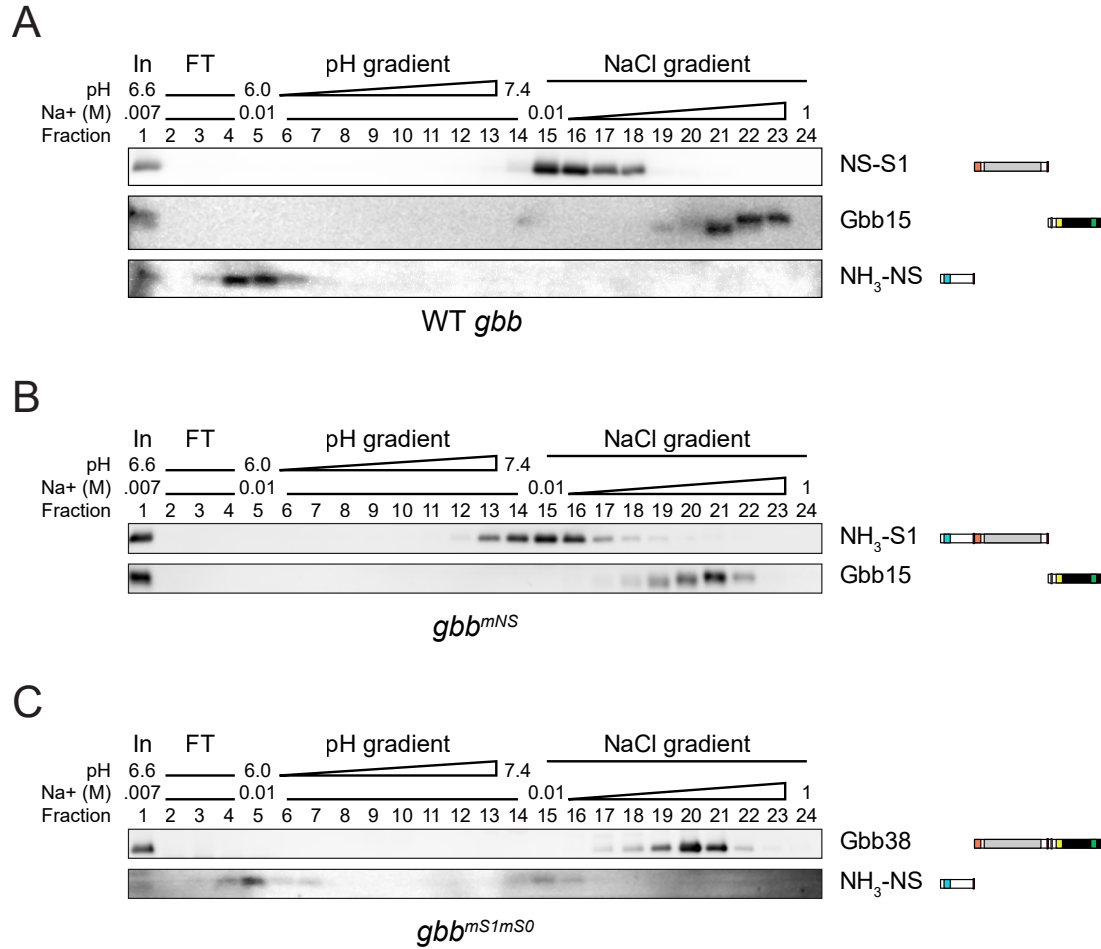 A
In FT pH gradient NaCl gradient
pH 6.6 6.0 7.4
Na+ (M) .007 0.01 0.01 1
Fraction 1 2 3 4 5 6 7 8 9 10 11 12 13 14 15 16 17 18 19 20 21 22 23 24
NS-S1
Gbb15
NH3-NS
WT gbb
B
In FT pH gradient NaCl gradient
pH 6.6 6.0 7.4
Na+ (M) .007 0.01 0.01 1
Fraction 1 2 3 4 5 6 7 8 9 10 11 12 13 14 15 16 17 18 19 20 21 22 23 24
NH3-S1
Gbb15
gbb^mNS
C
In FT pH gradient NaCl gradient
pH 6.6 6.0 7.4
Na+ (M) .007 0.01 0.01 1
Fraction 1 2 3 4 5 6 7 8 9 10 11 12 13 14 15 16 17 18 19 20 21 22 23 24
Gbb38
NH3-NS
gbb^mS1mS0